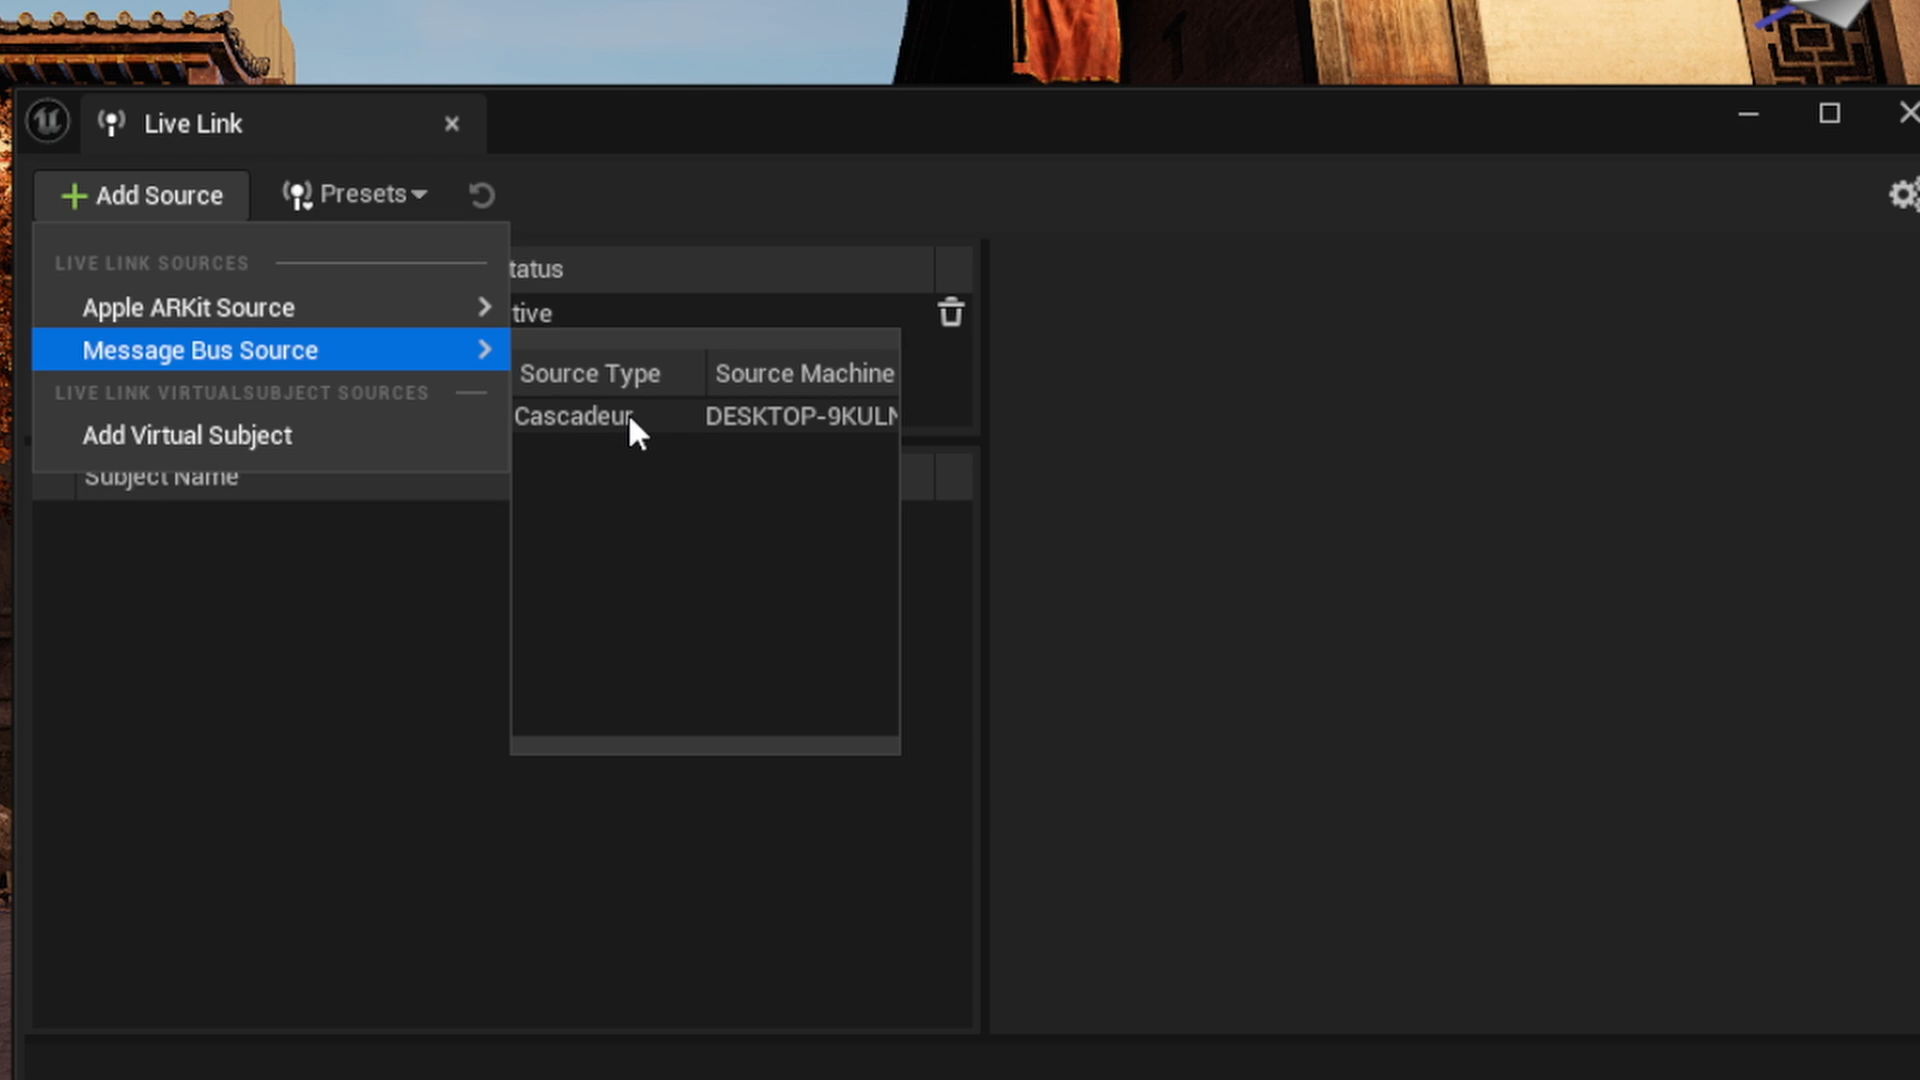 Live Link
Add Source
Presets
LIVE LINK SOURCES
tatus
Apple ARKit Source
tive
Message Bus Source
Source Type
Source Machine
LIVE LINK VIRTUALSUBJECT SOURCES
Cascadeur
DESKTOP-9KULN
Add Virtual Subject
Subject Name